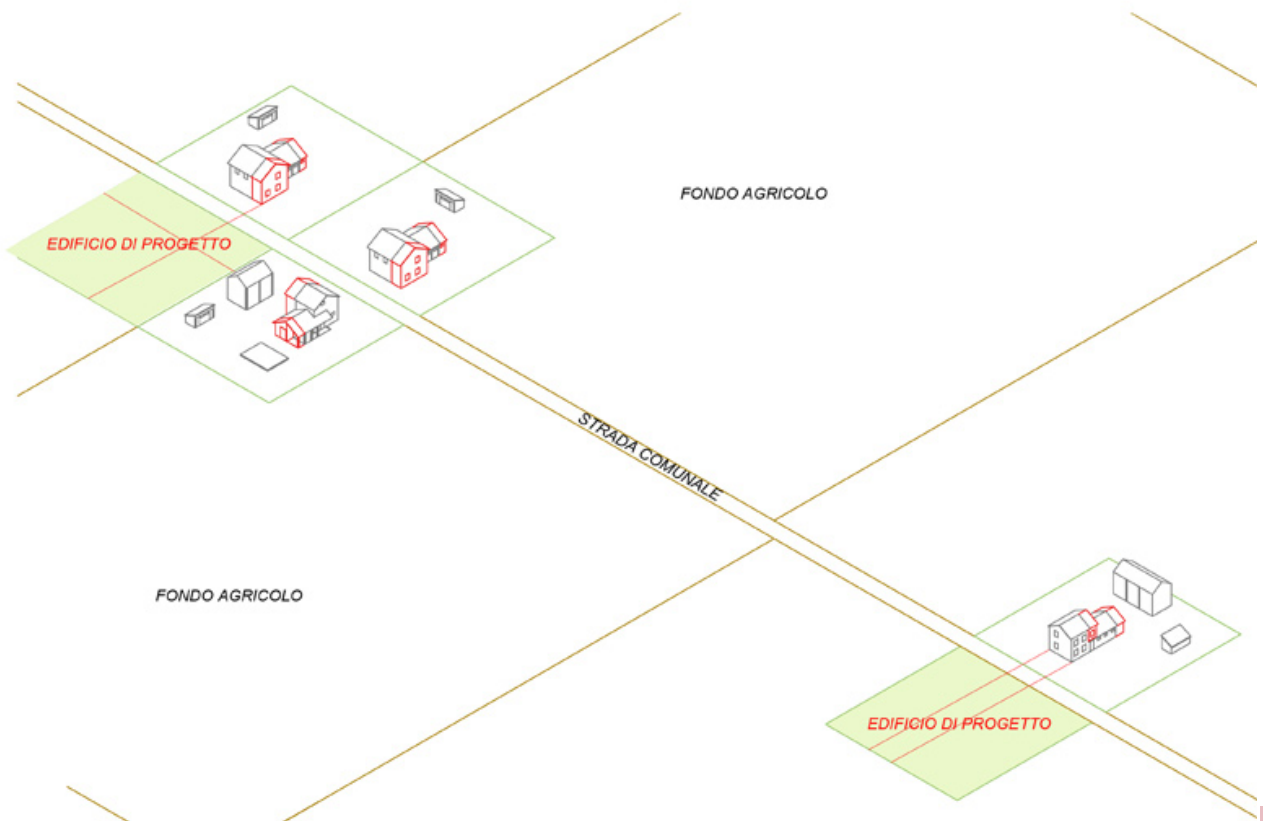 FONDO AGRICOLO
EDIFICIO DI PROGETTO
STRADA COMUNALE
FONDO AGRICOLO
EDIFICIO DI PROGETTO